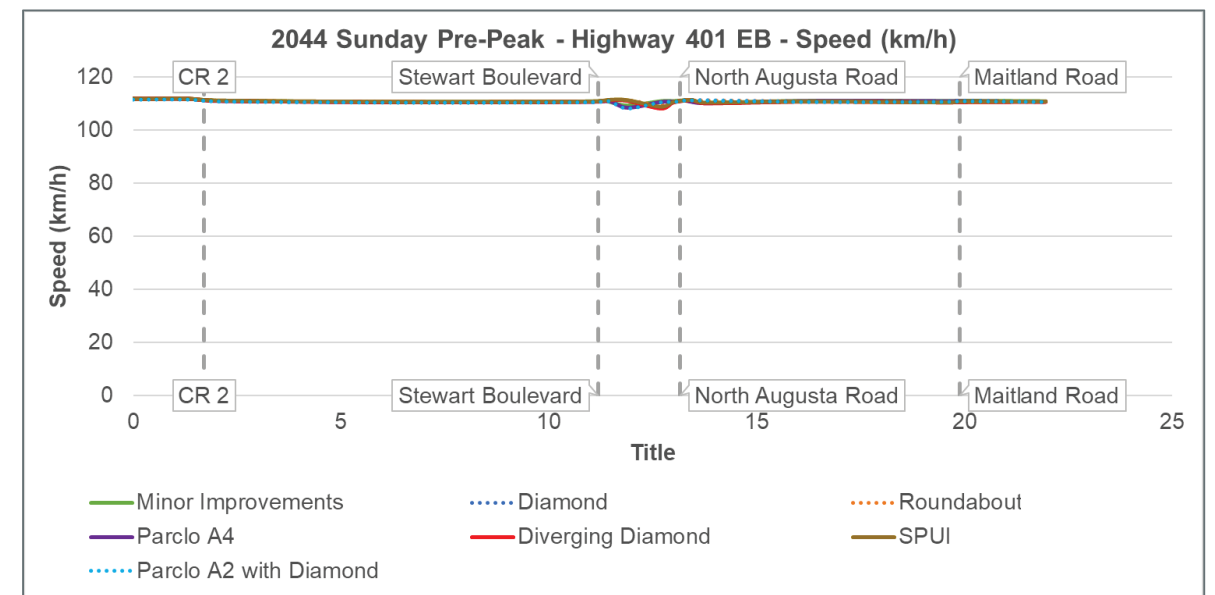 2044 Sunday Pre-Peak - Highway 401 EB - Speed (km/h)
120
CR 2
Stewart Boulevard
North Augusta Road
Maitland Road
100
80
60
40
20
0
CR 2
Stewart Boulevard
North Augusta Road
Maitland Road
0
5
10
15
20
25
Speed (km/h)
Title
Minor Improvements
Diamond
Roundabout
Parclo A4
Diverging Diamond
SPUI
Parclo A2 with Diamond